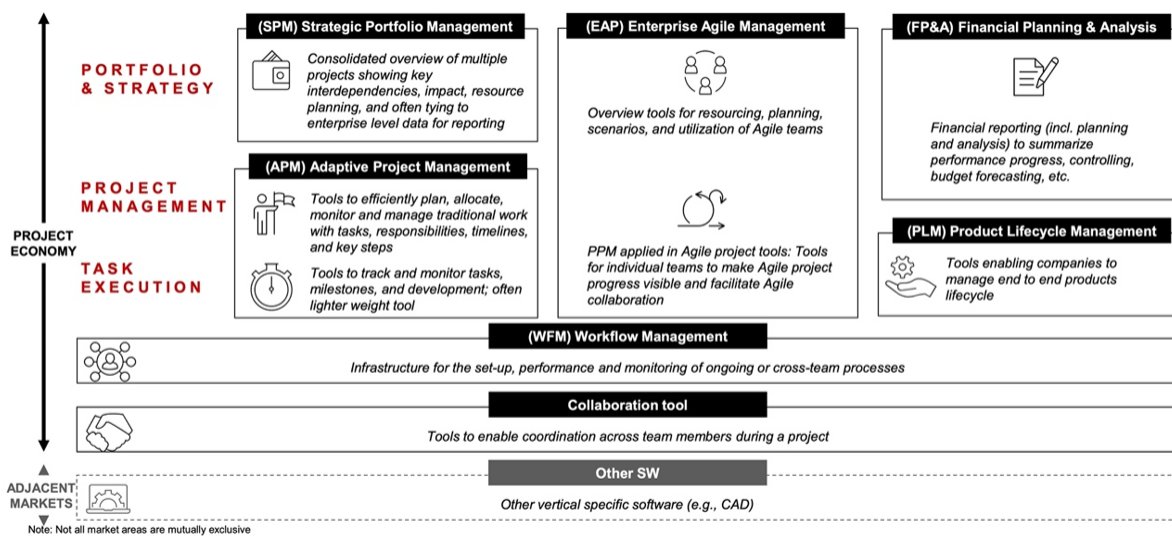 (SPM) Strategic Portfolio Management
(EAP) Enterprise Agile Management
(FP&A) Financial Planning & Analysis
PORTFOLIO
& STRATEGY
Consolidated overview of multiple
projects showing key
interdependencies, impact, resource
planning, and often tying to
enterprise level data for reporting
Overview tools for resourcing, planning,
scenarios, and utilization of Agile teams
Financial reporting (incl. planning
and analysis) to summarize
performance progress, controlling,
budget forecasting, etc.
(APM) Adaptive Project Management
PROJECT
MANAGEMENT
Tools to efficiently plan, allocate,
monitor and manage traditional work
with tasks, responsibilities, timelines,
and key steps
PROJECT
ECONOMY
(PLM) Product Lifecycle Management
TASK
EXECUTION
Tools to track and monitor tasks,
milestones, and development; often
lighter weight tool
PPM applied in Agile project tools: Tools
for individual teams to make Agile project
progress visible and facilitate Agile
collaboration
Tools enabling companies to
manage end to end products
lifecycle
(WFM) Workflow Management
Infrastructure for the set-up, performance and monitoring of ongoing or cross-team processes
Collaboration tool
Tools to enable coordination across team members during a project
Other SW
ADJACENT
MARKETS
Other vertical specific software (e.g., CAD)
Note: Not all market areas are mutually exclusive